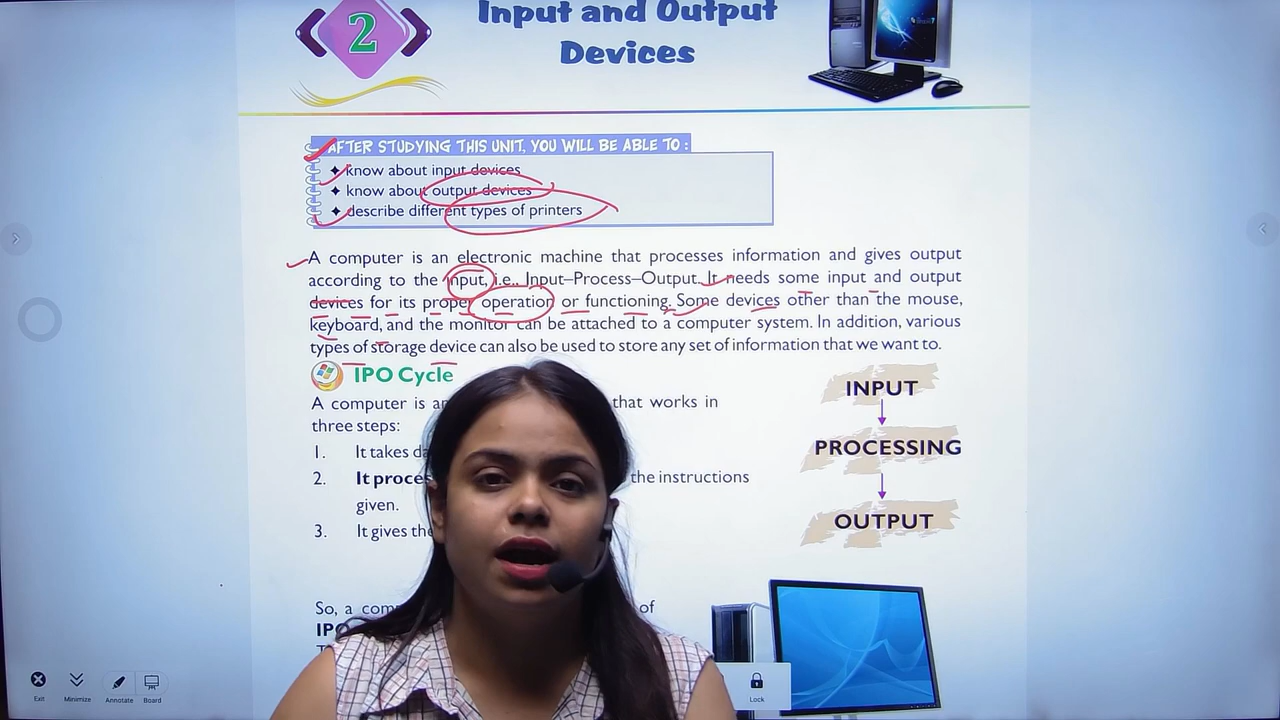 2
Input and Output
Devices
AFTER STUDYING THIS UNIT, YOU WILL BE ABLE TO :
know about input devices
know about output devices
describe different types of printers
A computer is an electronic machine that processes information and gives output
according to the input, i.e., Input–Process–Output. It needs some input and output
devices for its proper operation or functioning. Some devices other than the mouse,
keyboard, and the monitor can be attached to a computer system. In addition, various
types of storage device can also be used to store any set of information that we want to.
IPO Cycle
A computer is an that works in
three steps:
1. It takes
2. It the instructions
given.
3. It gives the
So, a of
IPO
INPUT
PROCESSING
OUTPUT
Exit Minimize Annotate Board
Lock